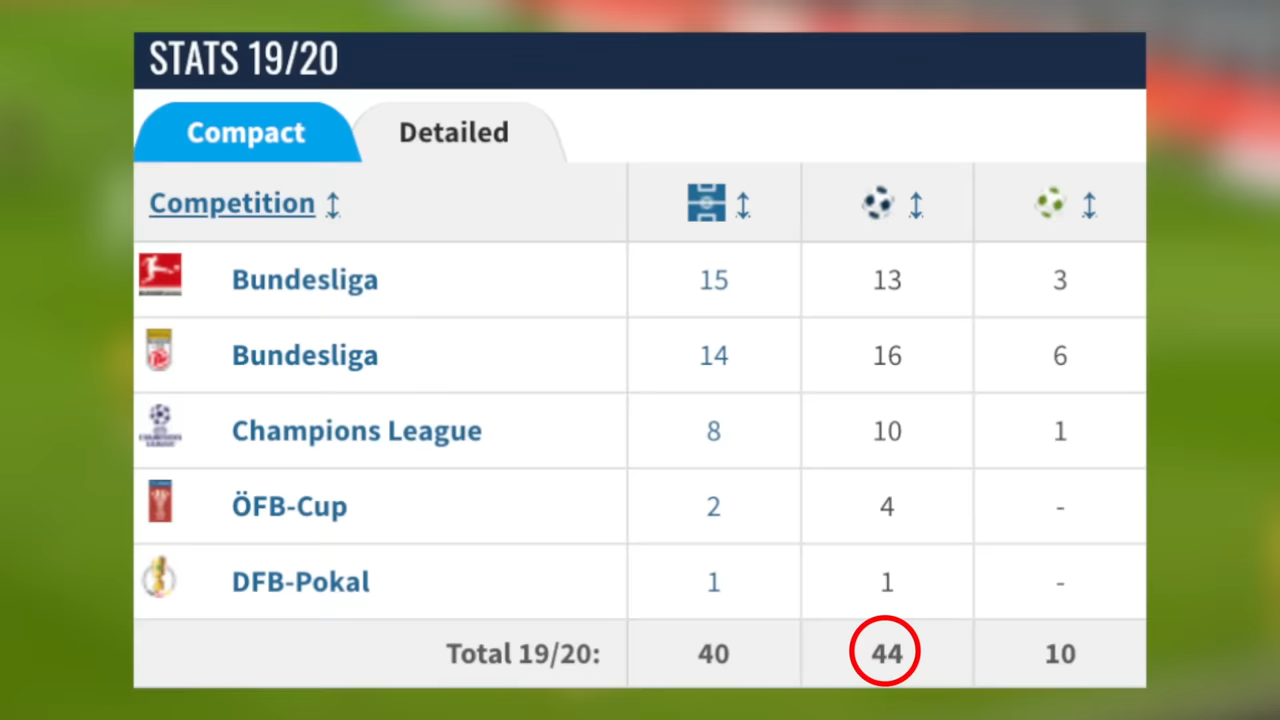 STATS 19/20
Compact Detailed
Competition ↕ ↕ ↕ ↕
Bundesliga 15 13 3
Bundesliga 14 16 6
Champions League 8 10 1
ÖFB-Cup 2 4 -
DFB-Pokal 1 1 -
Total 19/20: 40 44 10